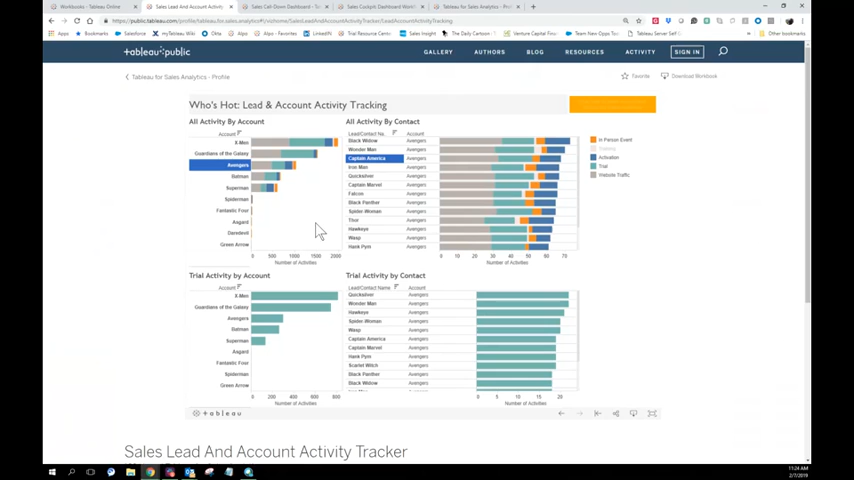 Workbooks - Tableau Online
Sales Lead And Account Activity
Sales Call-Down Dashboard
Sales Cockpit Dashboard
Tableau for Sales Analytics - Prof
https://public.tableau.com/profile/tableau.for.sales.analytics#!/vizhome/SalesLeadAndAccountActivityTracker/LeadAccountActivityTracking
Apps
Bookmarks
Salesforce
Okta
Alpo
Alpo - Favorites
LinkedIn
Trial Resource Center
Sales Insight
The Daily Cartoon
Venture Capital Firm
Team New Opps
Tableau Server Self
Other bookmarks
+ableau+public
GALLERY
AUTHORS
BLOG
RESOURCES
ACTIVITY
SIGN IN
Tableau for Sales Analytics - Profile
Favorite
Download Workbook
Who's Hot: Lead & Account Activity Tracking
All Activity By Account
All Activity By Contact
Account
Lead/Contact Na..
Account
X-Men
Guardians of the Galaxy
Avengers
Batman
Superman
Spiderman
Fantastic Four
Asgard
Daredevil
Green Arrow
0 500 1000 1500 2000
Number of Activities
Black Widow Avengers
Wonder Man Avengers
Captain America Avengers
Iron Man Avengers
Quicksilver Avengers
Captain Marvel Avengers
Falcon Avengers
Black Panther Avengers
Spider-Woman Avengers
Thor Avengers
Hawkeye Avengers
Wasp Avengers
Hank Pym Avengers
0 10 20 30 40 50 60 70
Number of Activities
In Person Event
Training
Activation
Trial
Website Traffic
Trial Activity by Account
Trial Activity by Contact
Account
Lead/Contact Name
Account
X-Men
Guardians of the Galaxy
Avengers
Batman
Superman
Asgard
Fantastic Four
Spiderman
Green Arrow
0 200 400 600 800
Number of Activities
Quicksilver Avengers
Wonder Man Avengers
Hawkeye Avengers
Spider-Woman Avengers
Wasp Avengers
Captain America Avengers
Captain Marvel Avengers
Hank Pym Avengers
Scarlet Witch Avengers
Black Panther Avengers
Black Widow Avengers
0 5 10 15 20
Number of Activities
+ableau
Sales Lead And Account Activity Tracker
11:24 AM
2/7/2019